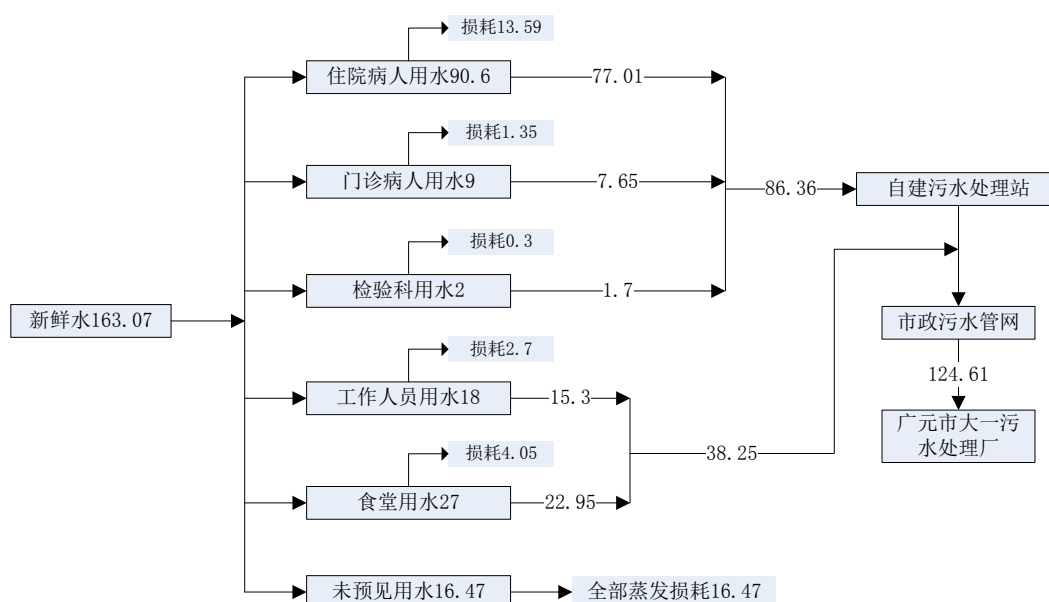 损耗13.59
住院病人用水90.6
77.01
损耗1.35
门诊病人用水9
7.65
86.36
自建污水处理站
损耗0.3
检验科用水2
1.7
新鲜水163.07
市政污水管网
损耗2.7
工作人员用水18
15.3
124.61
广元市大一污
水处理厂
38.25
损耗4.05
食堂用水27
22.95
未预见用水16.47
全部蒸发损耗16.47